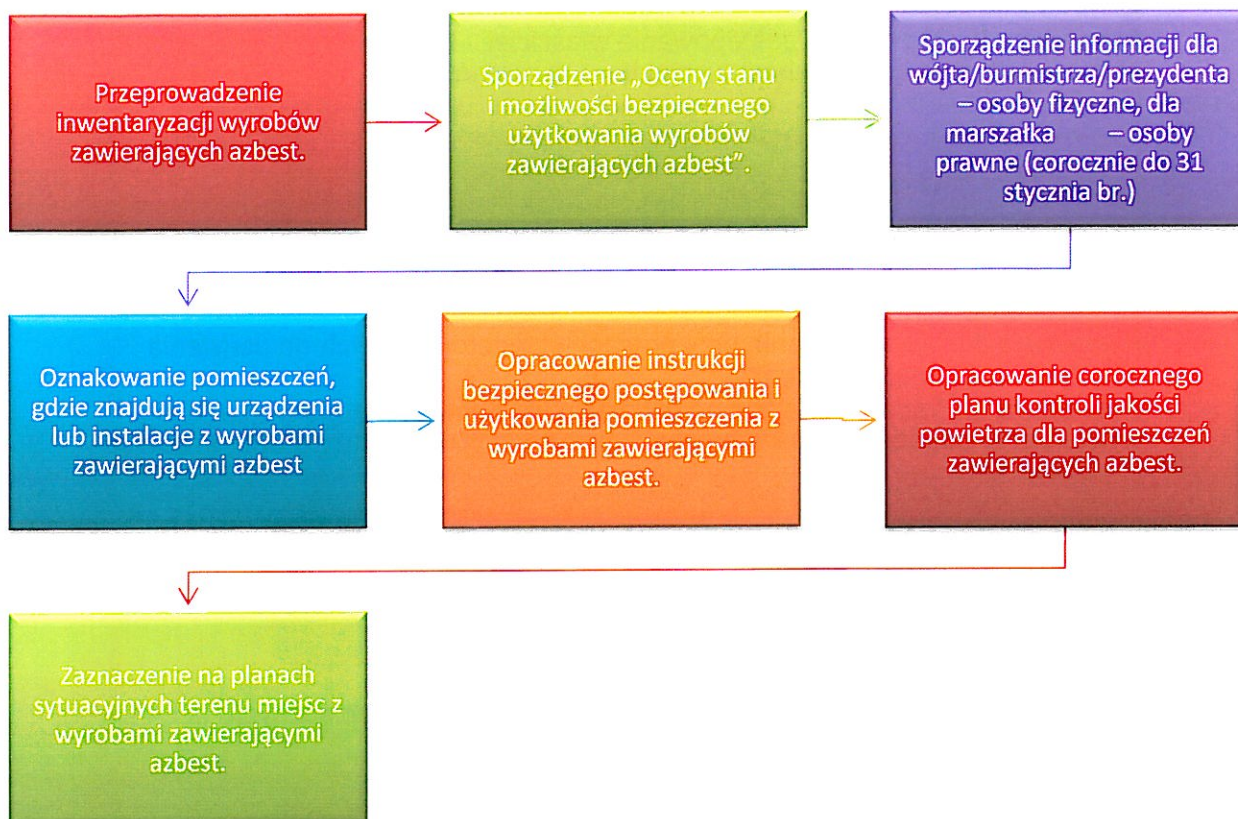 Przeprowadzenie
inwentaryzacji wyrobów
zawierających azbest.
Sporządzenie „Oceny stanu
i możliwości bezpiecznego
użytkowania wyrobów
zawierających azbest”.
Sporządzenie informacji dla
wójta/burmistrza/prezydenta
– osoby fizyczne, dla
marszałka – osoby
prawne (corocznie do 31
stycznia br.)
Oznakowanie pomieszczeń,
gdzie znajdują się urządzenia
lub instalacje z wyrobami
zawierającymi azbest
Opracowanie instrukcji
bezpiecznego postępowania i
użytkowania pomieszczenia z
wyrobami zawierającymi
azbest.
Opracowanie corocznego
planu kontroli jakości
powietrza dla pomieszczeń
zawierających azbest.
Zaznaczenie na planach
sytuacyjnych terenu miejsc z
wyrobami zawierającymi
azbest.